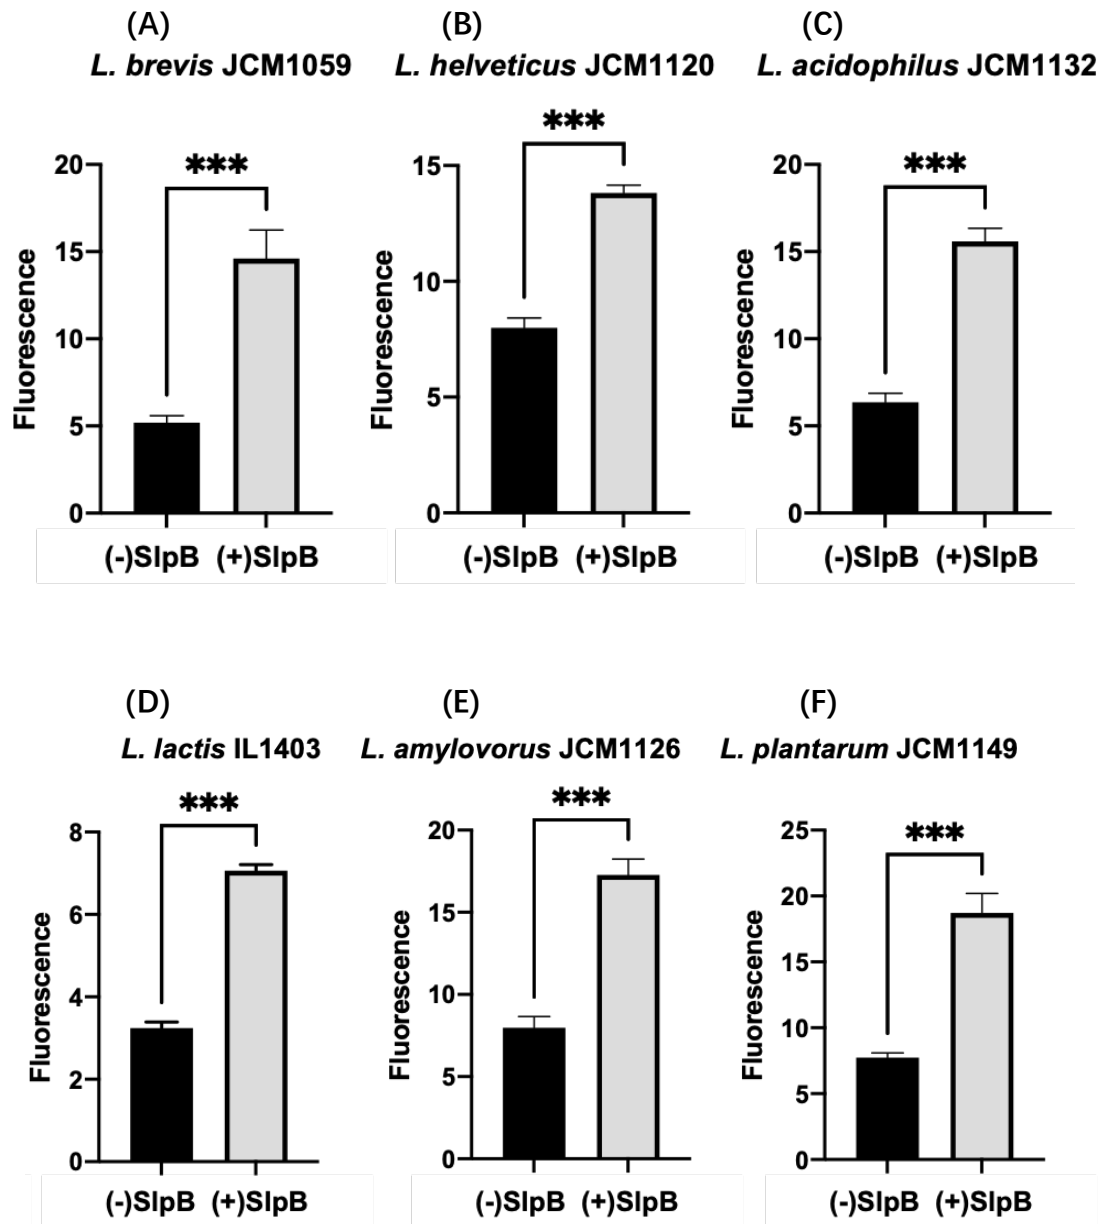 (A)
L. brevis JCM1059
***
20
15
10
5
0
Fluorescence
(-)SlpB (+)SlpB
(B)
L. helveticus JCM1120
***
15
10
5
0
Fluorescence
(-)SlpB (+)SlpB
(C)
L. acidophilus JCM1132
***
20
15
10
5
0
Fluorescence
(-)SlpB (+)SlpB
(D)
L. lactis IL1403
***
8
6
4
2
0
Fluorescence
(-)SlpB (+)SlpB
(E)
L. amylovorus JCM1126
***
20
15
10
5
0
Fluorescence
(-)SlpB (+)SlpB
(F)
L. plantarum JCM1149
***
25
20
15
10
5
0
Fluorescence
(-)SlpB (+)SlpB